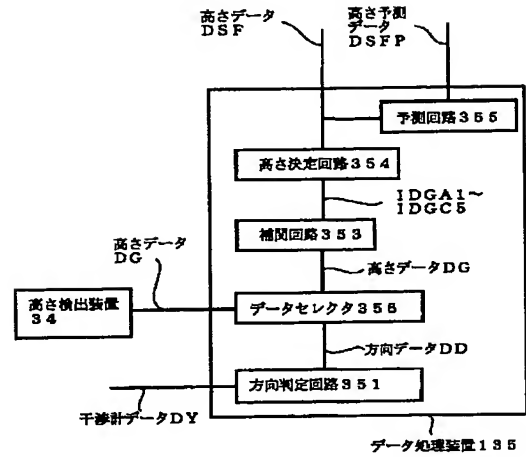 高さデータ
DSF
高さ予測
データ
DSFP
予測回路355
高さ決定回路354
IDGA1~
IDGC5
補関回路353
高さデータ
DG
高さデータDG
高さ検出装置
34
データセレクタ356
方向データDD
方向判定回路351
干渉計データDY
データ処理装置135